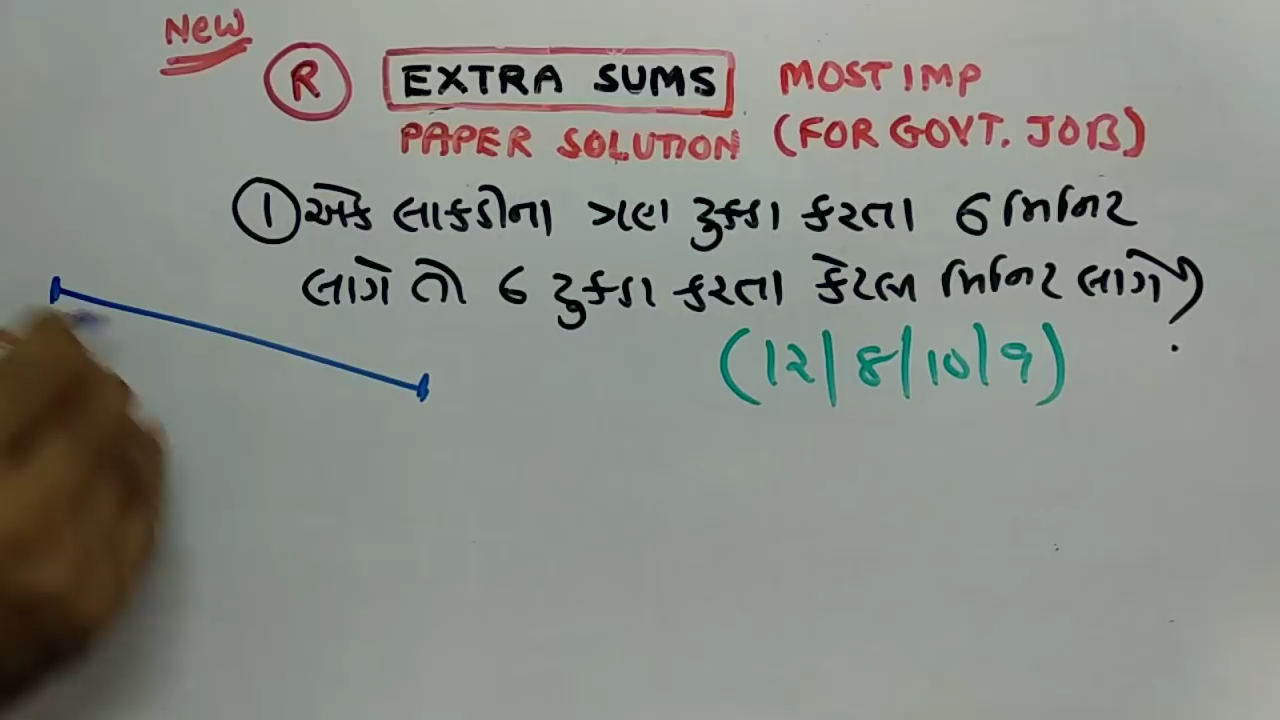 New
R EXTRA SUMS MOST IMP
PAPER SOLUTION (FOR GOVT. JOB)
1 એક લાકડીના ત્રણ ટુકડા કરતા 6 મિનિટ
લાગે તો 6 ટુકડા કરતા કેટલા મિનિટ લાગે?
(12/8/10/9)